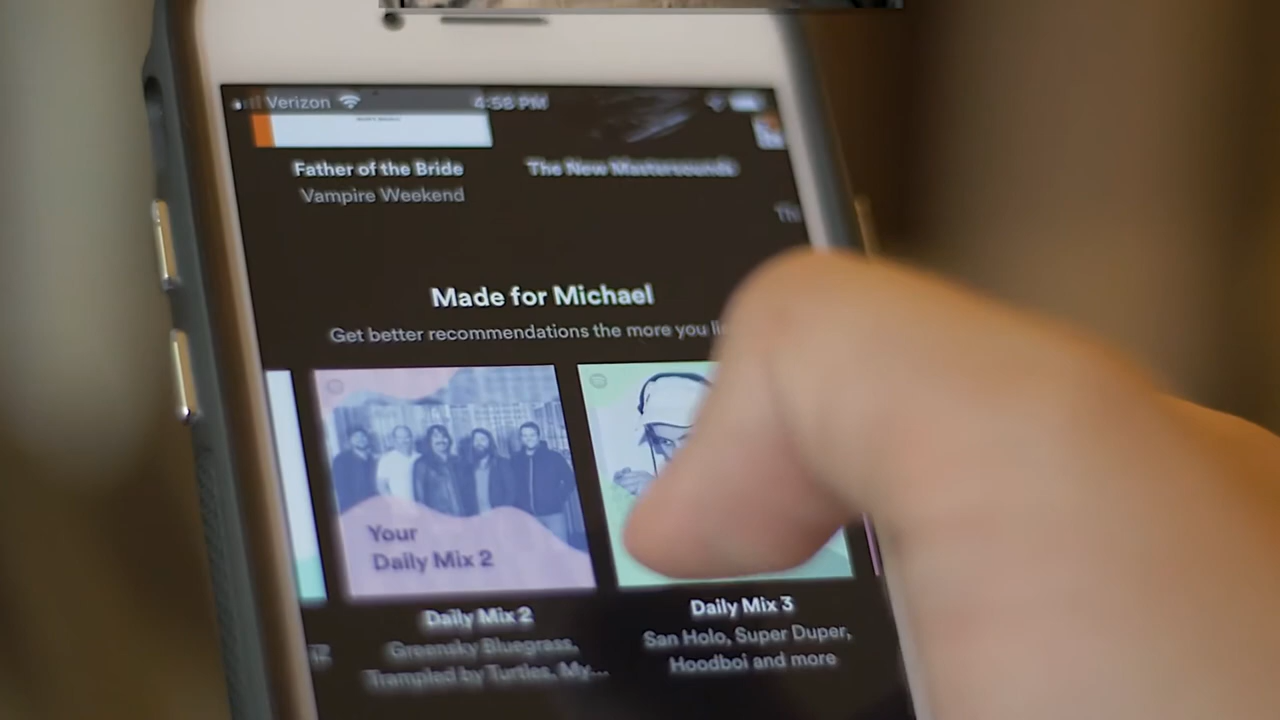 Verizon
4:58 PM
Father of the Bride
Vampire Weekend
The New Mastersounds
Made for Michael
Get better recommendations the more you
Your
Daily Mix 2
Daily Mix 2
Greensky Bluegrass,
Trampled by Turtles, My...
Daily Mix 3
San Holo, Super Duper,
Hoodboi and more